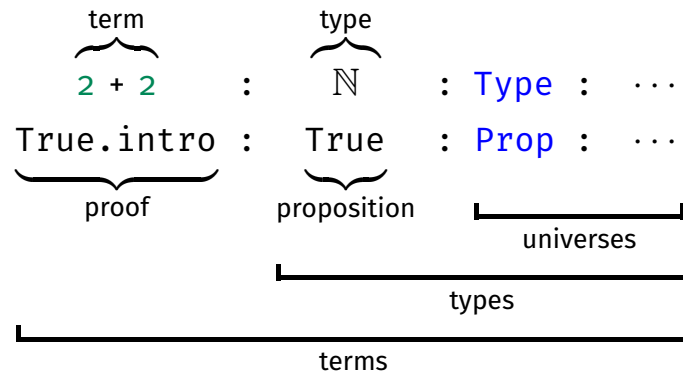 term type
2 + 2 : ℕ : Type : ⋯
True.intro : True : Prop : ⋯
proof proposition
universes
types
terms